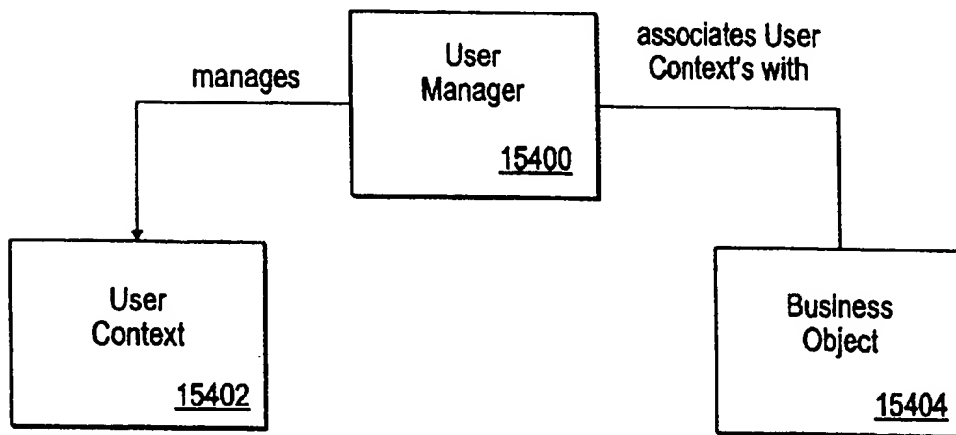 manages
User
Manager
15400
associates User
Context's with
User
Context
15402
Business
Object
15404